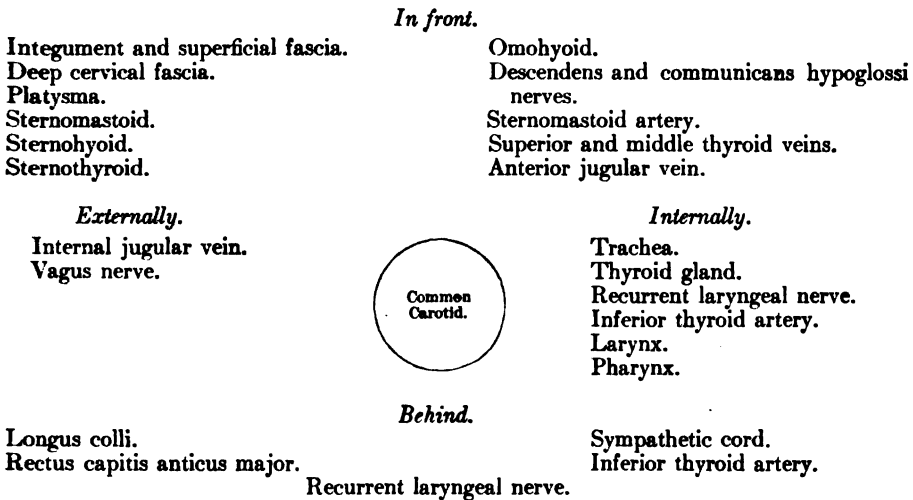 In front.
Integument and superficial fascia.
Deep cervical fascia.
Platysma.
Sternomastoid.
Sternohyoid.
Sternothyroid.
Omohyoid.
Descendens and communicans hypoglossi
nerves.
Sternomastoid artery.
Superior and middle thyroid veins.
Anterior jugular vein.
Externally.
Internal jugular vein.
Vagus nerve.
Common
Carotid.
Internally.
Trachea.
Thyroid gland.
Recurrent laryngeal nerve.
Inferior thyroid artery.
Larynx.
Pharynx.
Behind.
Longus colli.
Rectus capitis anticus major.
Sympathetic cord.
Inferior thyroid artery.
Recurrent laryngeal nerve.